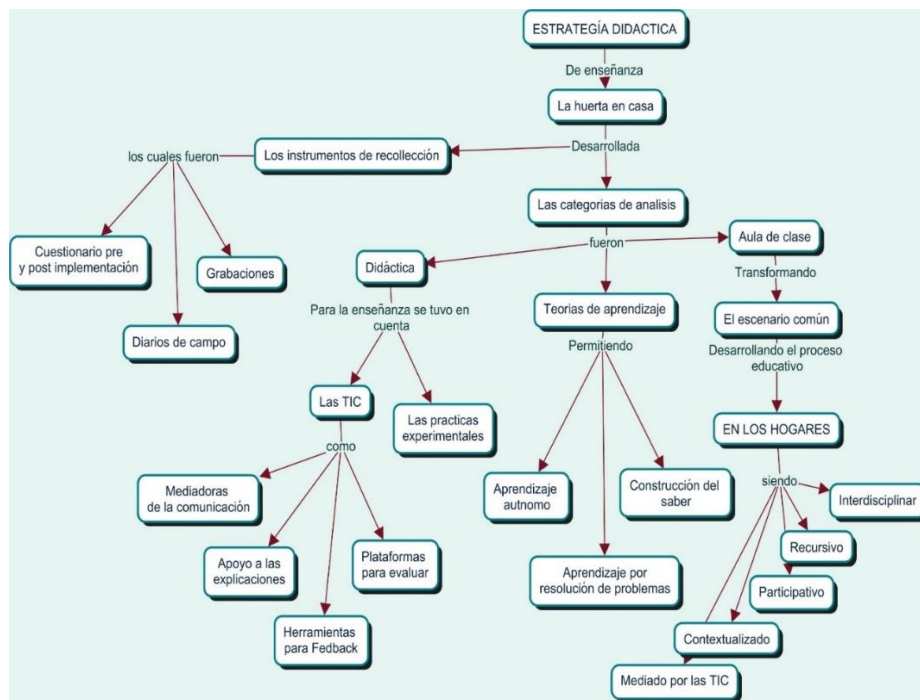 ESTRATEGÍA DIDACTICA
De enseñanza
La huerta en casa
Desarrollada
Los instrumentos de recollección
los cuales fueron
Cuestionario pre
y post implementación
Grabaciones
Diarios de campo
Las categorias de analisis
fueron
Aula de clase
Didáctica
Transformando
Para la enseñanza se tuvo en
cuenta
Teorias de aprendizaje
El escenario común
Permitiendo
Desarrollando el proceso
educativo
Las TIC
Las practicas
experimentales
EN LOS HOGARES
como
siendo
Mediadoras
de la comunicación
Aprendizaje
autnomo
Construcción del
saber
Interdisciplinar
Apoyo a las
explicaciones
Plataformas
para evaluar
Aprendizaje por
resolución de problemas
Recursivo
Participativo
Herramientas
para Fedback
Contextualizado
Mediado por las TIC